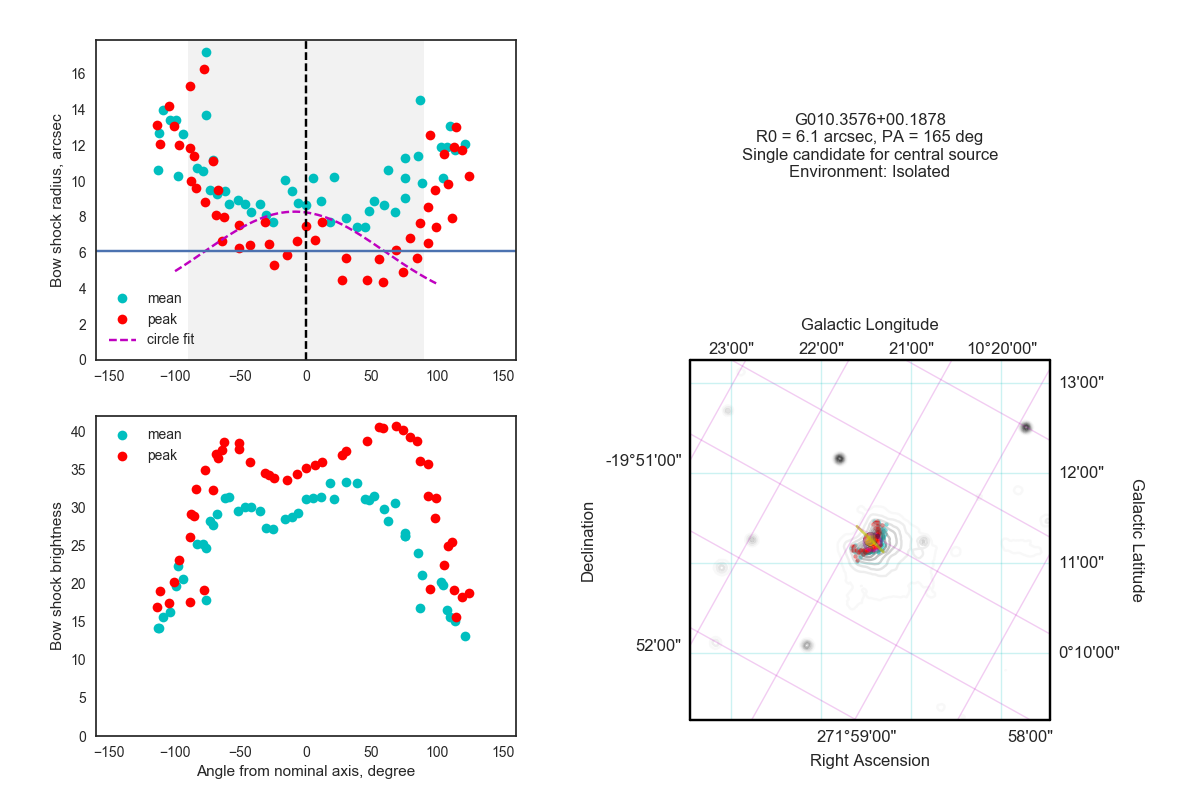 Bow shock radius, arcsec
16
14
12
10
8
6
4
2
0
mean
peak
circle fit
−150
−100
−50
0
50
100
150
Bow shock brightness
40
35
30
25
20
15
10
5
0
mean
peak
−150
−100
−50
0
50
100
150
Angle from nominal axis, degree
G010.3576+00.1878
R0 = 6.1 arcsec, PA = 165 deg
Single candidate for central source
Environment: Isolated
Galactic Longitude
23'00" 22'00" 21'00" 10°20'00"
13'00"
12'00"
11'00"
0°10'00"
Galactic Latitude
-19°51'00"
52'00"
Declination
271°59'00" 58'00"
Right Ascension